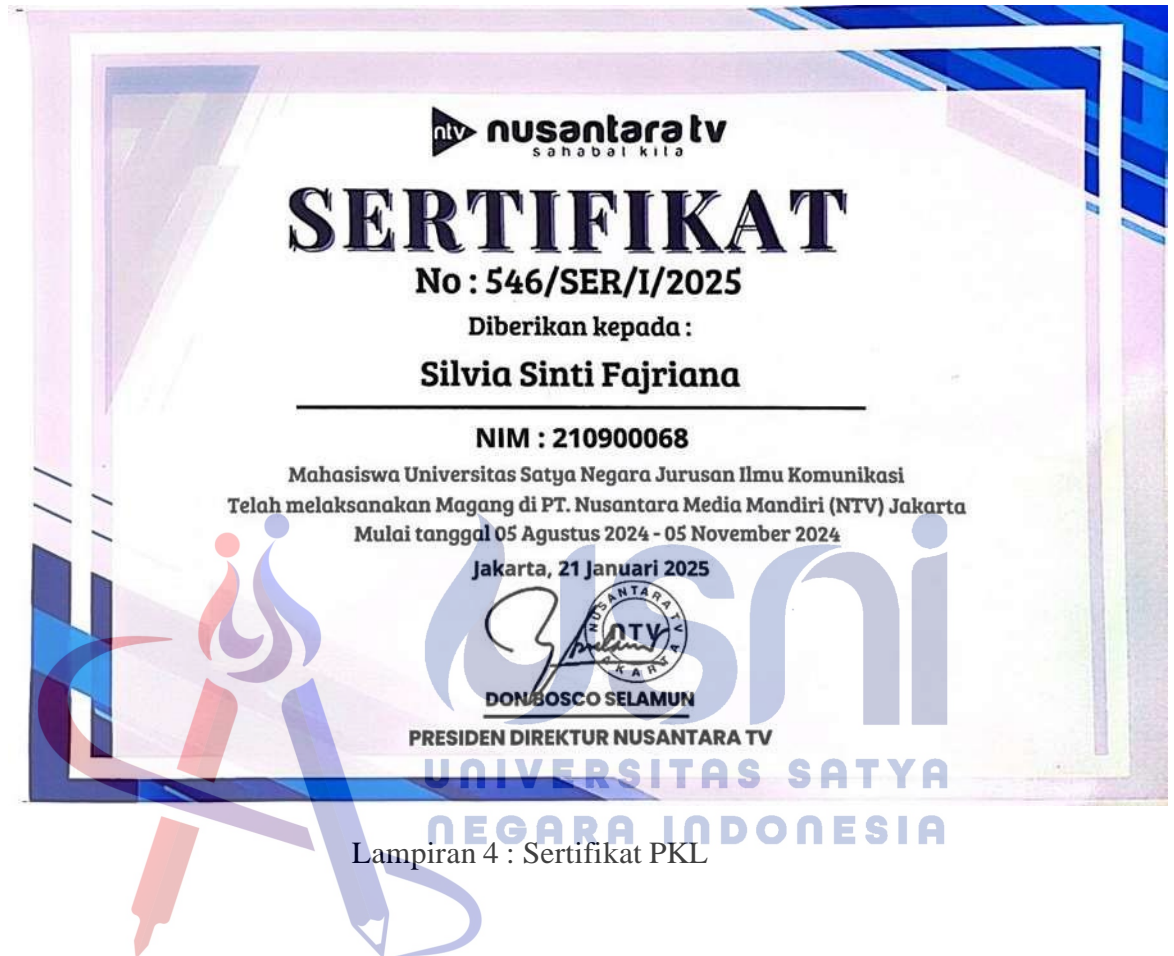 ntv nusantara tv
sahabat kita
SERTIFIKAT
No : 546/SER/I/2025
Diberikan kepada :
Silvia Sinti Fajriana
NIM : 210900068
Mahasiswa Universitas Satya Negara Jurusan Ilmu Komunikasi
Telah melaksanakan Magang di PT. Nusantara Media Mandiri (NTV) Jakarta
Mulai tanggal 05 Agustus 2024 - 05 November 2024
Jakarta, 21 Januari 2025
NUSANTARA TV
ntv
JAKARTA
DON BOSCO SELAMUN
PRESIDEN DIREKTUR NUSANTARA TV
usni
UNIVERSITAS SATYA
NEGARA INDONESIA
Lampiran 4 : Sertifikat PKL